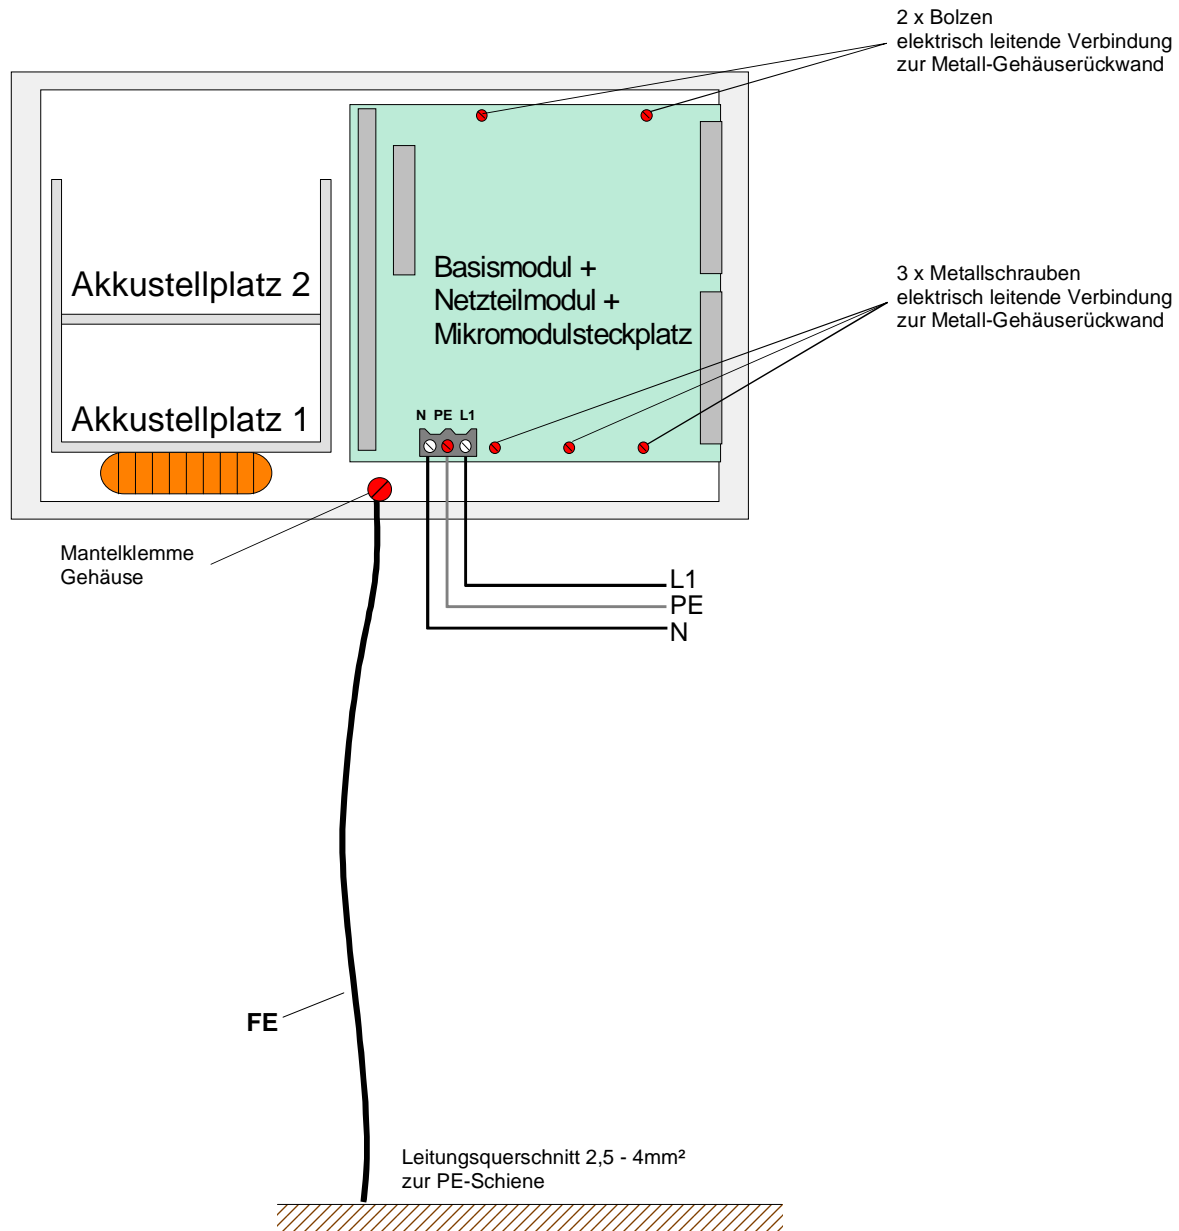 2 x Bolzen
elektrisch leitende Verbindung
zur Metall-Gehäuserückwand
Akkustellplatz 2
Akkustellplatz 1
Basismodul +
Netzteilmodul +
Mikromodulsteckplatz
3 x Metallschrauben
elektrisch leitende Verbindung
zur Metall-Gehäuserückwand
N PE L1
Mantelklemme
Gehäuse
L1
PE
N
FE
Leitungsquerschnitt 2,5 - 4mm²
zur PE-Schiene